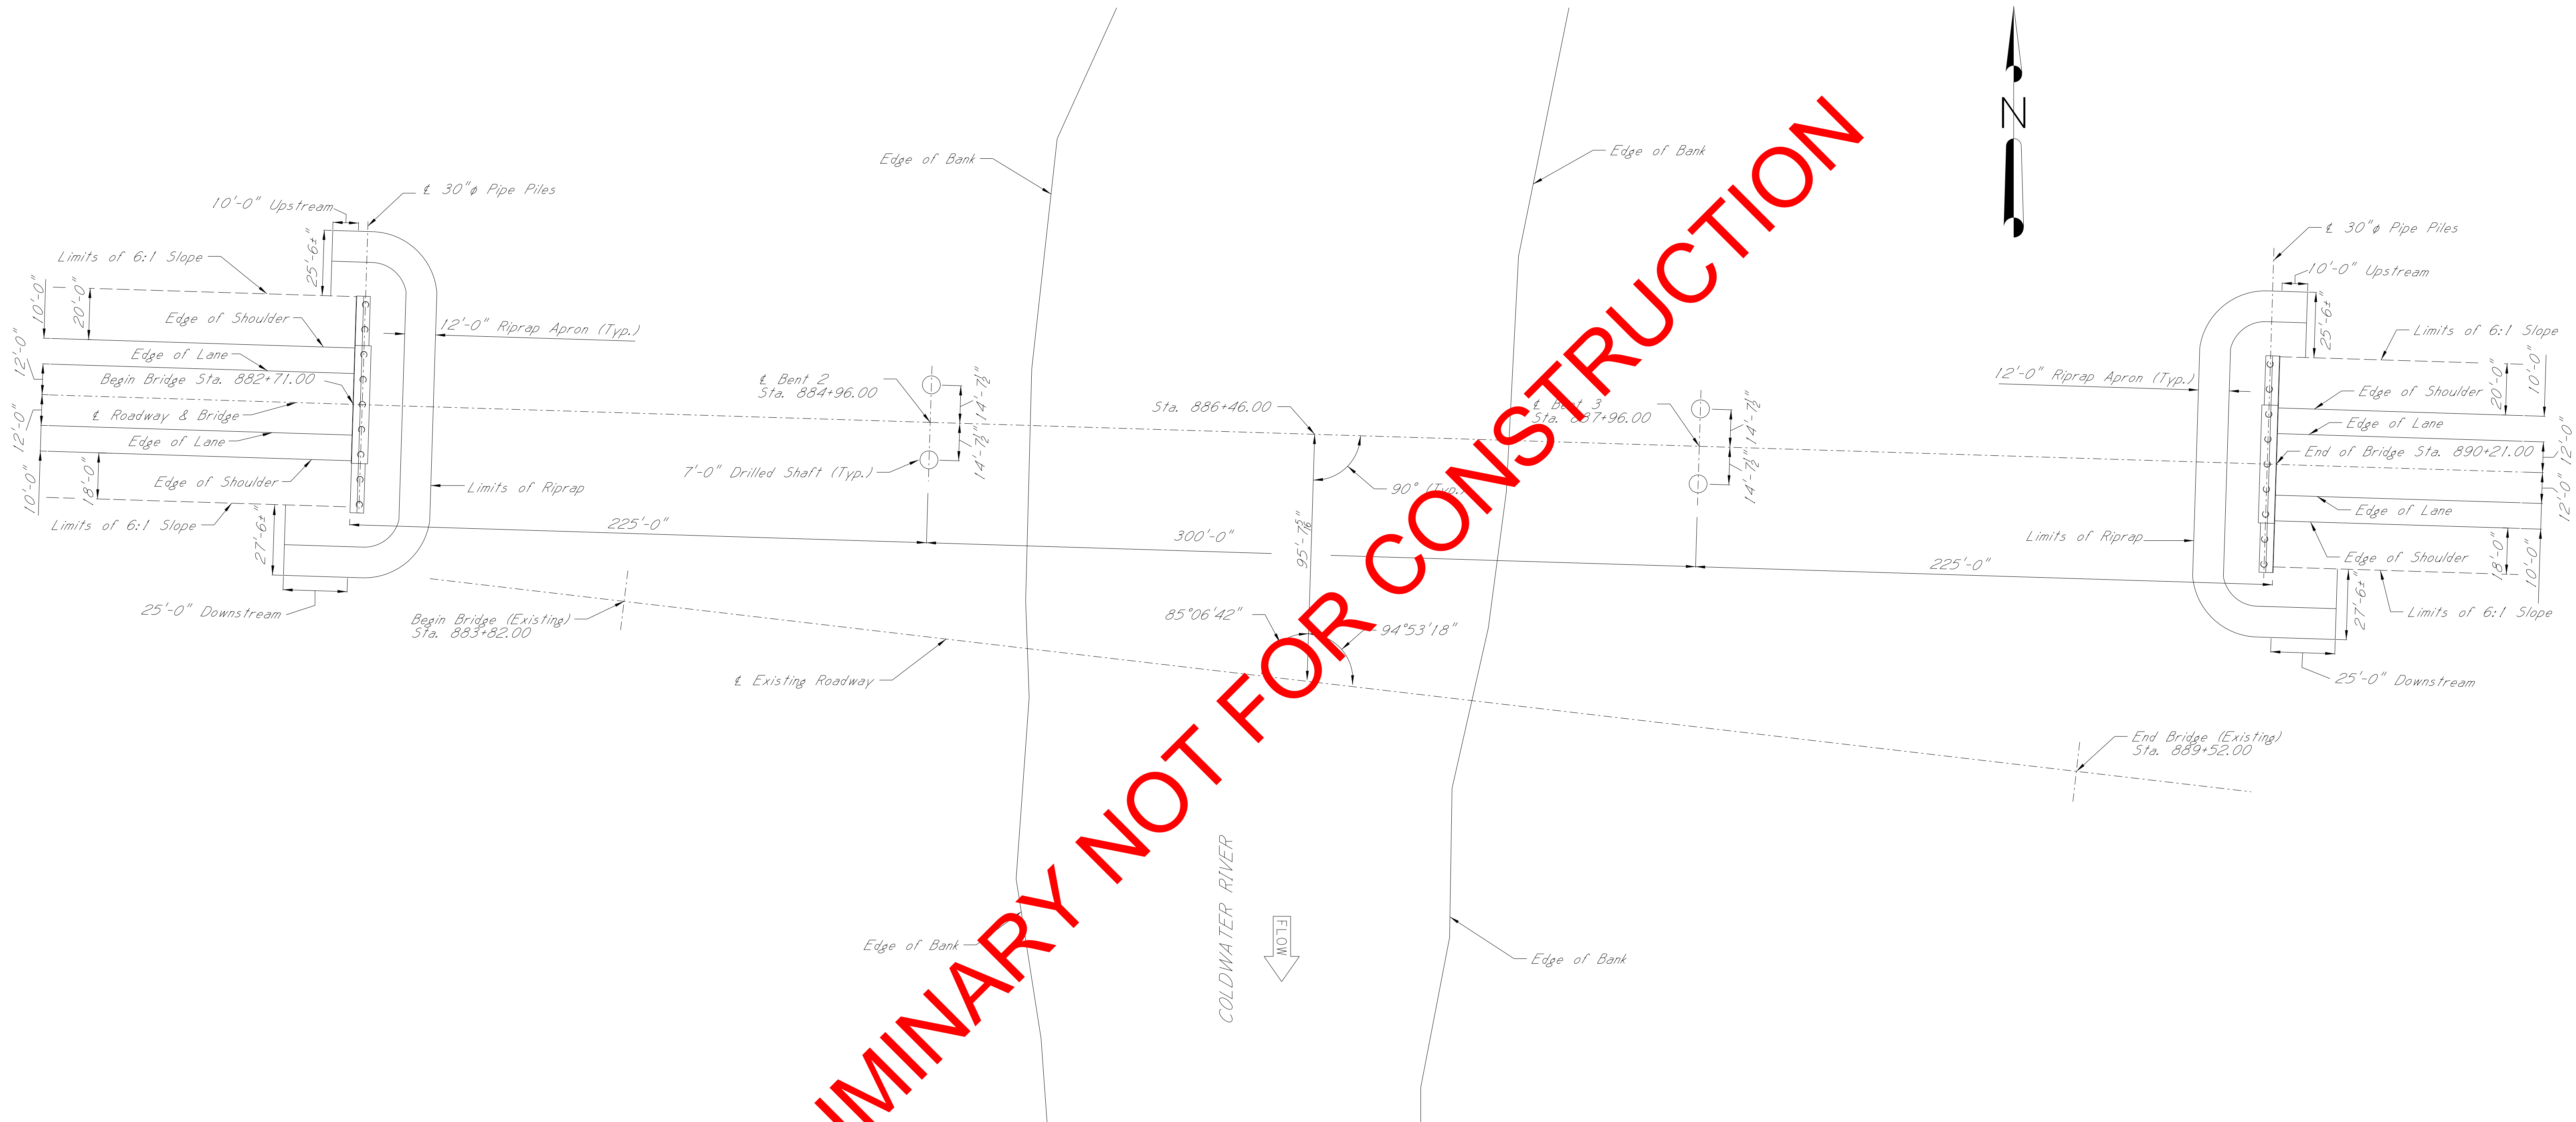 N
Edge of Bank
Edge of Bank
℄ 30"φ Pipe Piles
10'-0" Upstream
25'-6±"
Limits of 6:1 Slope
10'-0"
20'-0"
Edge of Shoulder
12'-0" Riprap Apron (Typ.)
12'-0"
Edge of Lane
Begin Bridge Sta. 882+71.00
℄ Roadway & Bridge
12'-0"
Edge of Lane
10'-0"
18'-0"
Edge of Shoulder
Limits of Riprap
Limits of 6:1 Slope
27'-6±"
25'-0" Downstream
225'-0"
℄ Bent 2
Sta. 884+96.00
14'-7½"
14'-7½"
7'-0" Drilled Shaft (Typ.)
300'-0"
Sta. 886+46.00
90° (Typ.)
95'-7 5/16"
85°06'42"
94°53'18"
Begin Bridge (Existing)
Sta. 883+82.00
℄ Existing Roadway
℄ Bent 3
Sta. 887+96.00
14'-7½"
14'-7½"
225'-0"
℄ 30"φ Pipe Piles
10'-0" Upstream
25'-6±"
Limits of 6:1 Slope
12'-0" Riprap Apron (Typ.)
20'-0"
10'-0"
Edge of Shoulder
Edge of Lane
12'-0"
End of Bridge Sta. 890+21.00
12'-0"
Edge of Lane
Limits of Riprap
Edge of Shoulder
18'-0"
10'-0"
Limits of 6:1 Slope
27'-6±"
25'-0" Downstream
End Bridge (Existing)
Sta. 889+52.00
COLDWATER RIVER
FLOW
Edge of Bank
Edge of Bank
IMINARY NOT FOR CONSTRUCTION